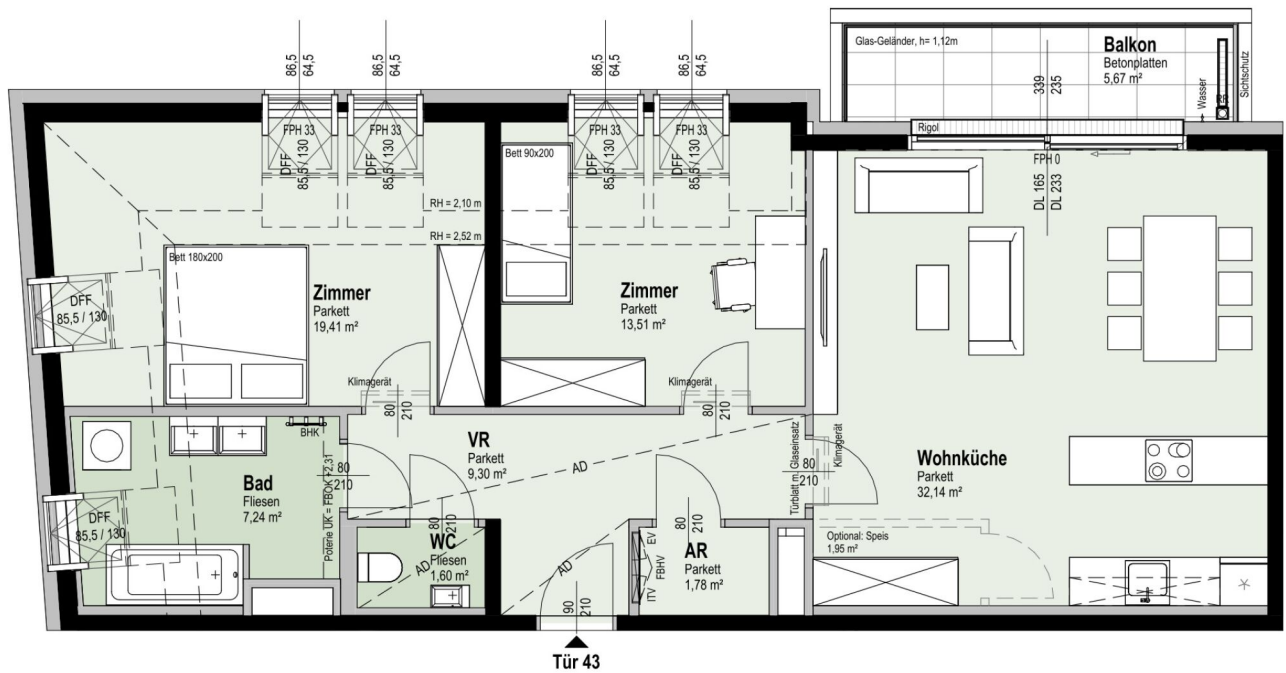 86,5
64,5
86,5
64,5
86,5
64,5
86,5
64,5
Glas-Geländer, h= 1,12m
Balkon
Betonplatten
5,67 m²
339
235
Wasser
RR
Sichtschutz
Rigol
FPH 33
DFF
85,5 / 130
FPH 33
DFF
85,5 / 130
FPH 33
DFF
85,5 / 130
FPH 33
DFF
85,5 / 130
Bett 90x200
FPH 0
DL 165
DL 233
RH = 2,10 m
RH = 2,52 m
Bett 180x200
DFF
85,5 / 130
Zimmer
Parkett
19,41 m²
Zimmer
Parkett
13,51 m²
Klimagerät
80
210
Klimagerät
80
210
BHK
VR
Parkett
9,30 m²
AD
Türblatt m. Glaseinsatz
80
210
Klimagerät
Wohnküche
Parkett
32,14 m²
Bad
Fliesen
7,24 m²
80
210
Poterie UK = FBOK +2,31
DFF
85,5 / 130
80
210
WC
Fliesen
1,60 m²
AD
AD
80
210
EV
FBHV
ITV
AR
Parkett
1,78 m²
Optional: Speis
1,95 m²
90
210
Tür 43